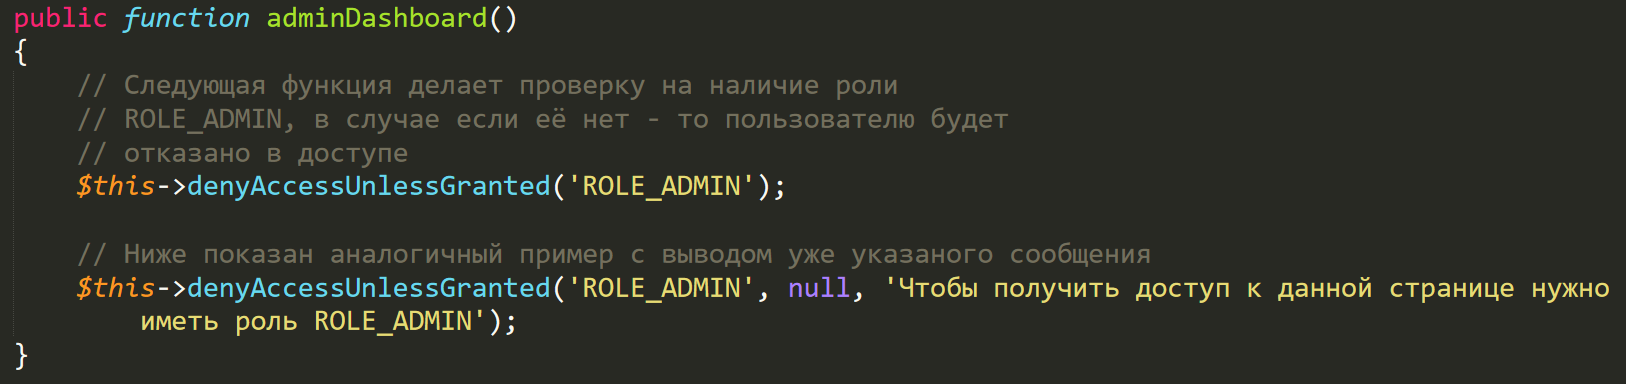 public function adminDashboard()
{
// Следующая функция делает проверку на наличие роли
// ROLE_ADMIN, в случае если её нет - то пользователю будет
// отказано в доступе
$this->denyAccessUnlessGranted('ROLE_ADMIN');
// Ниже показан аналогичный пример с выводом уже указаного сообщения
$this->denyAccessUnlessGranted('ROLE_ADMIN', null, 'Чтобы получить доступ к данной странице нужно
иметь роль ROLE_ADMIN');
}